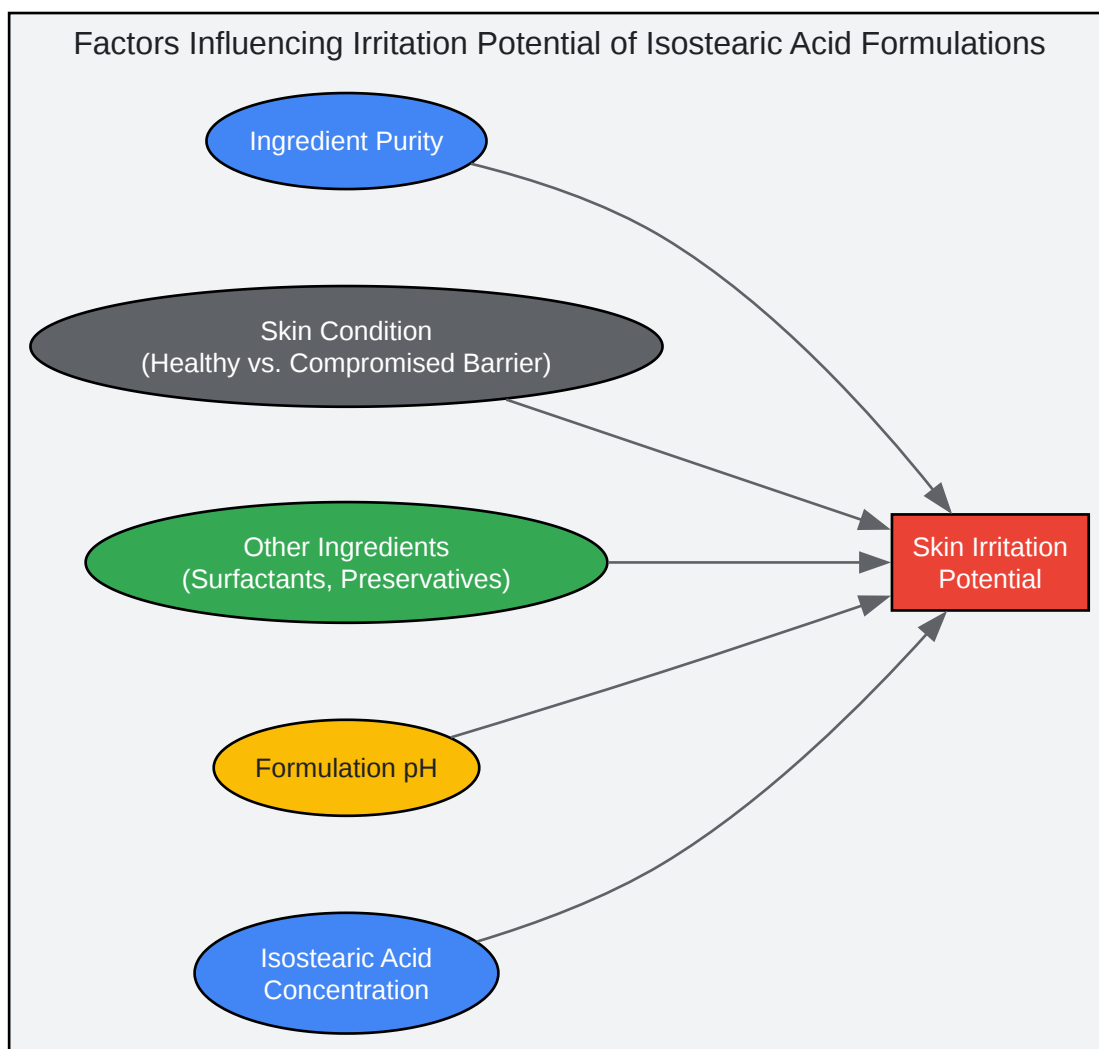 Factors Influencing Irritation Potential of Isostearic Acid Formulations
Ingredient Purity
Skin Condition
(Healthy vs. Compromised Barrier)
Other Ingredients
(Surfactants, Preservatives)
Skin Irritation
Potential
Formulation pH
Isostearic Acid
Concentration